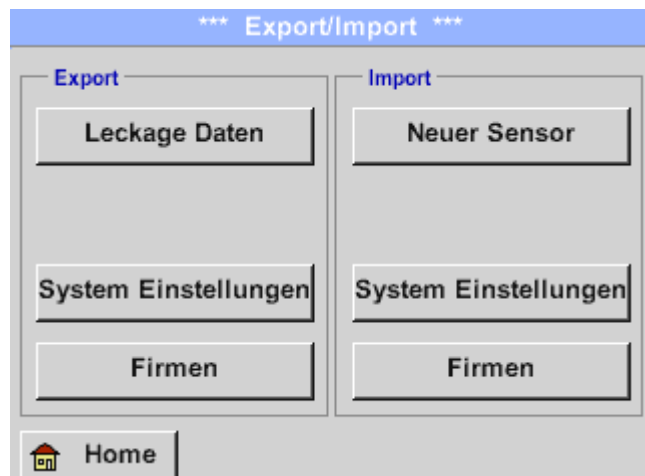 *** Export/Import ***
Export
Leckage Daten
System Einstellungen
Firmen
Import
Neuer Sensor
System Einstellungen
Firmen
Home